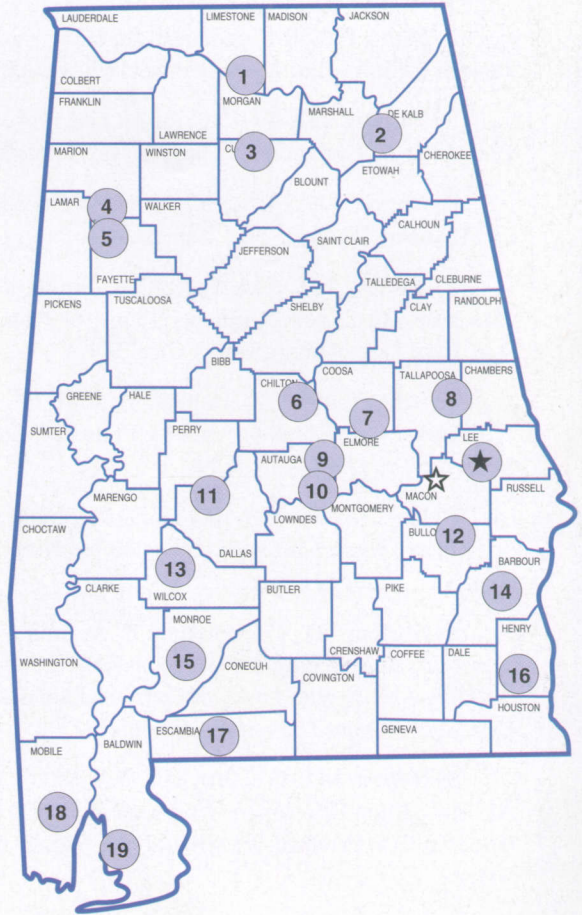 LAUDERDALE
LIMESTONE
MADISON
JACKSON
COLBERT
1
FRANKLIN
MORGAN
MARSHALL
DE KALB
LAWRENCE
2
MARION
WINSTON
CU
3
CHEROKEE
ETOWAH
BLOUNT
LAMAR
4
WALKER
5
CALHOUN
SAINT CLAIR
JEFFERSON
FAYETTE
TALLEDEGA
CLEBURNE
PICKENS
TUSCALOOSA
SHELBY
CLAY
RANDOLPH
BIBB
COOSA
TALLAPOOSA
CHAMBERS
CHILTON
6
GREENE
HALE
7
8
SUMTER
PERRY
ELMORE
LEE
AUTAUGA
9
MARENGO
11
10
MACON
RUSSELL
MONTGOMERY
LOWNDES
CHOCTAW
BULLO
12
DALLAS
BARBOUR
13
CLARKE
WILCOX
BUTLER
PIKE
14
MONROE
HENRY
CRENSHAW
COFFEE
DALE
WASHINGTON
15
CONECUH
COVINGTON
16
HOUSTON
ESCAMBIA
17
GENEVA
MOBILE
BALDWIN
18
19